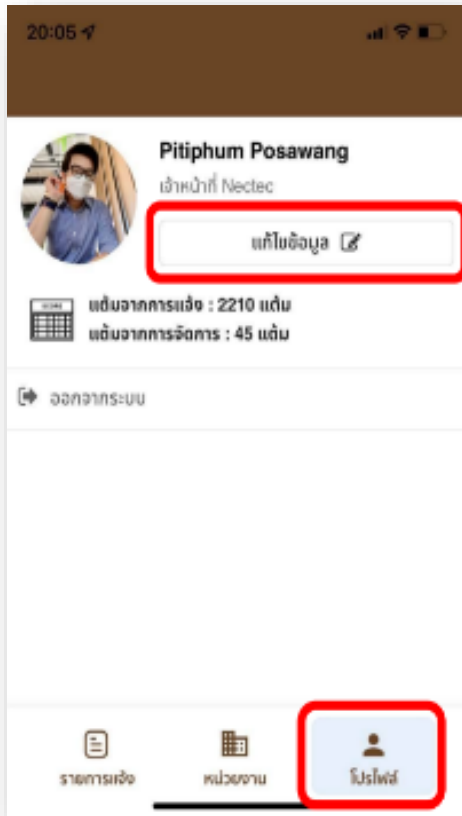 20:05
Pitiphum Posawang
เจ้าหน้าที่ Nectec
แก้ไขข้อมูล
แต้มจากการแจ้ง : 2210 แต้ม
แต้มจากการจัดการ : 45 แต้ม
ออกจากระบบ
รายการแจ้ง
หน่วยงาน
โปรไฟล์